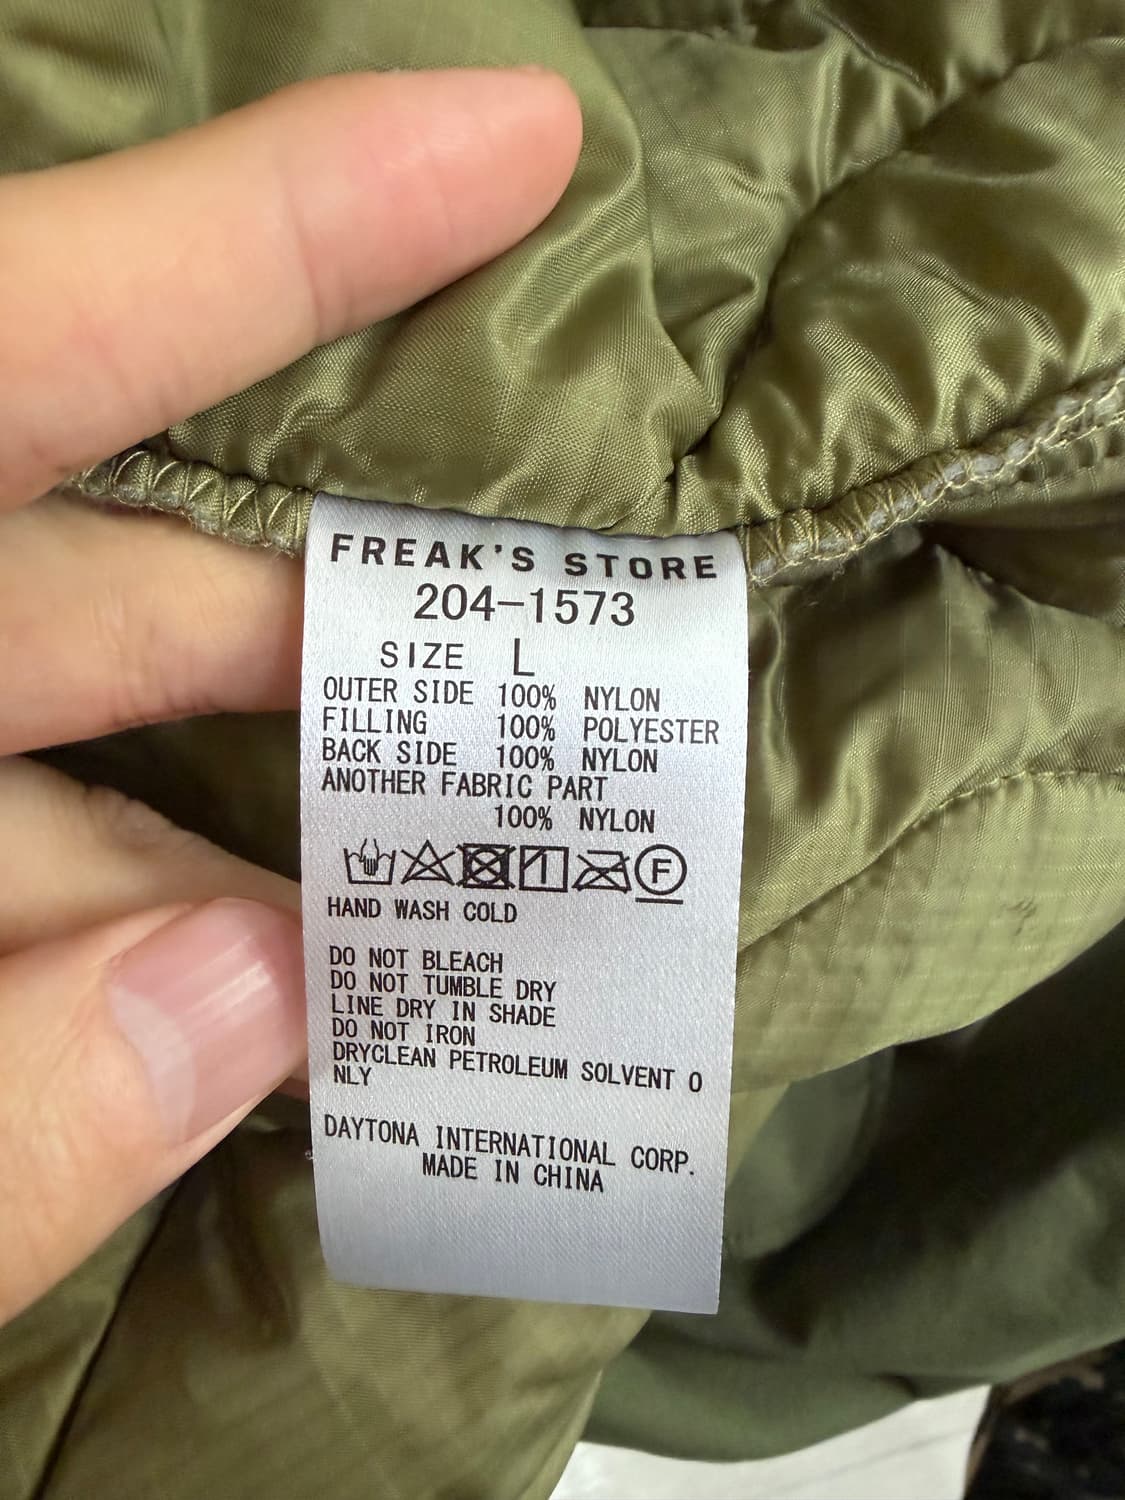 FREAK'S STORE
204-1573
SIZE L
OUTER SIDE 100% NYLON
FILLING 100% POLYESTER
BACK SIDE 100% NYLON
ANOTHER FABRIC PART
100% NYLON
F
HAND WASH COLD
DO NOT BLEACH
DO NOT TUMBLE DRY
LINE DRY IN SHADE
DO NOT IRON
DRYCLEAN PETROLEUM SOLVENT O
NLY
DAYTONA INTERNATIONAL CORP.
MADE IN CHINA